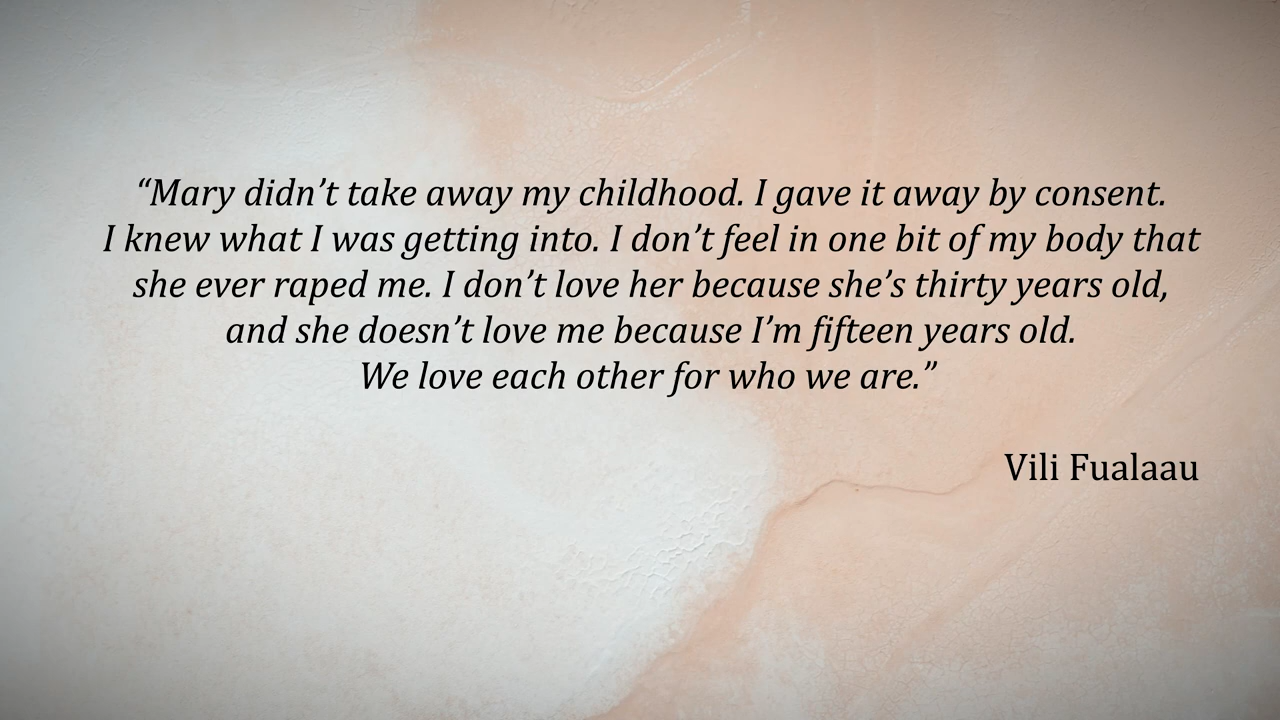 “Mary didn’t take away my childhood. I gave it away by consent.
I knew what I was getting into. I don’t feel in one bit of my body that
she ever raped me. I don’t love her because she’s thirty years old,
and she doesn’t love me because I’m fifteen years old.
We love each other for who we are.”
Vili Fualaau